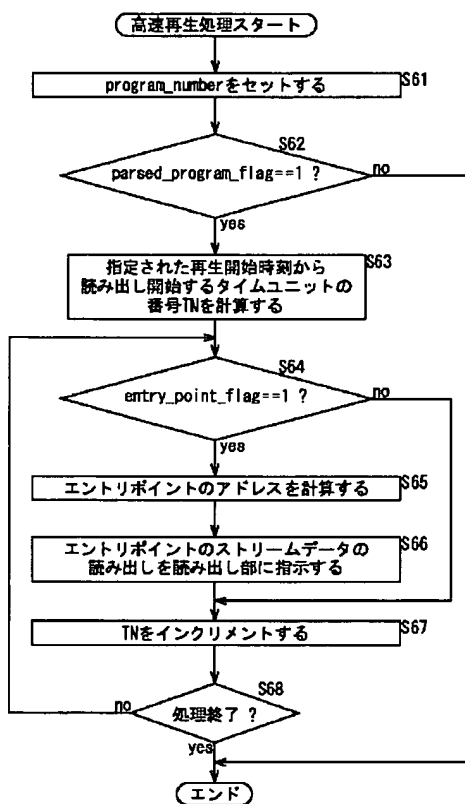 高速再生処理スタート
program_numberをセットする
S61
S62
parsed_program_flag==1 ?
no
yes
S63
指定された再生開始時刻から
読み出し開始するタイムユニットの
番号TNを計算する
S64
entry_point_flag==1 ?
no
yes
エントリポイントのアドレスを計算する
S65
エントリポイントのストリームデータの
読み出しを読み出し部に指示する
S66
TNをインクリメントする
S67
S68
no
処理終了 ?
yes
エンド